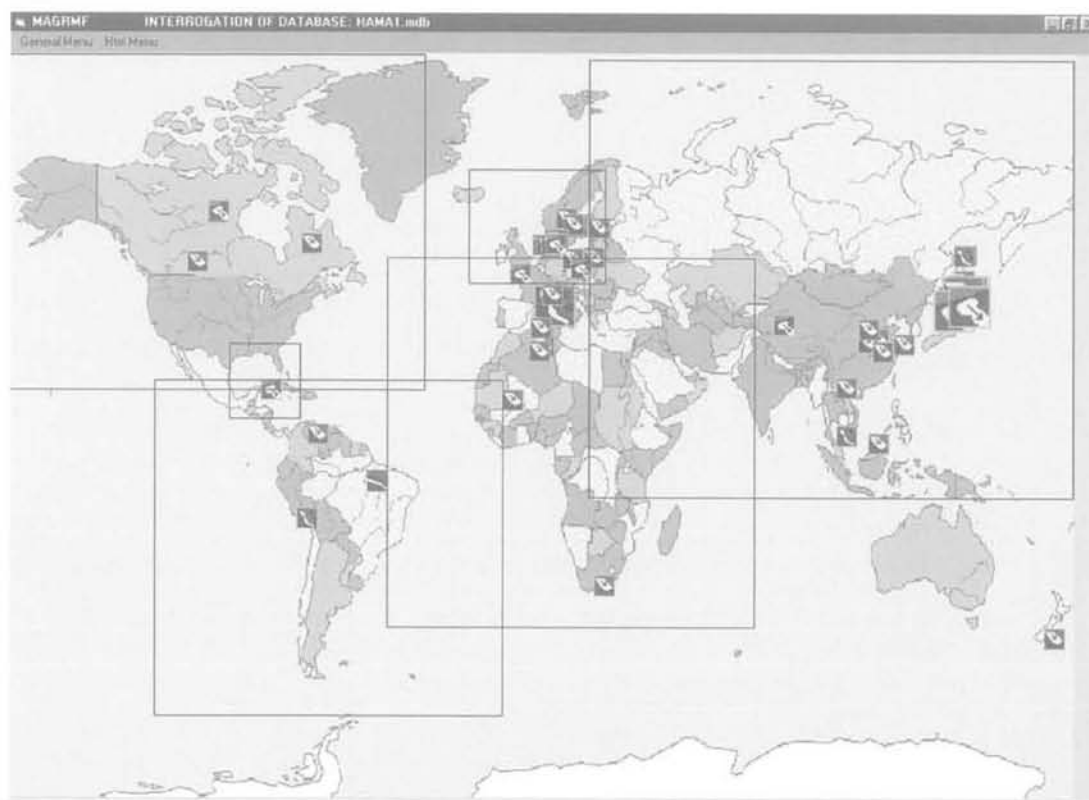 MAGRMF INTERROGATION OF DATABASE: HAMA1.mdb
General Menu Html Menu